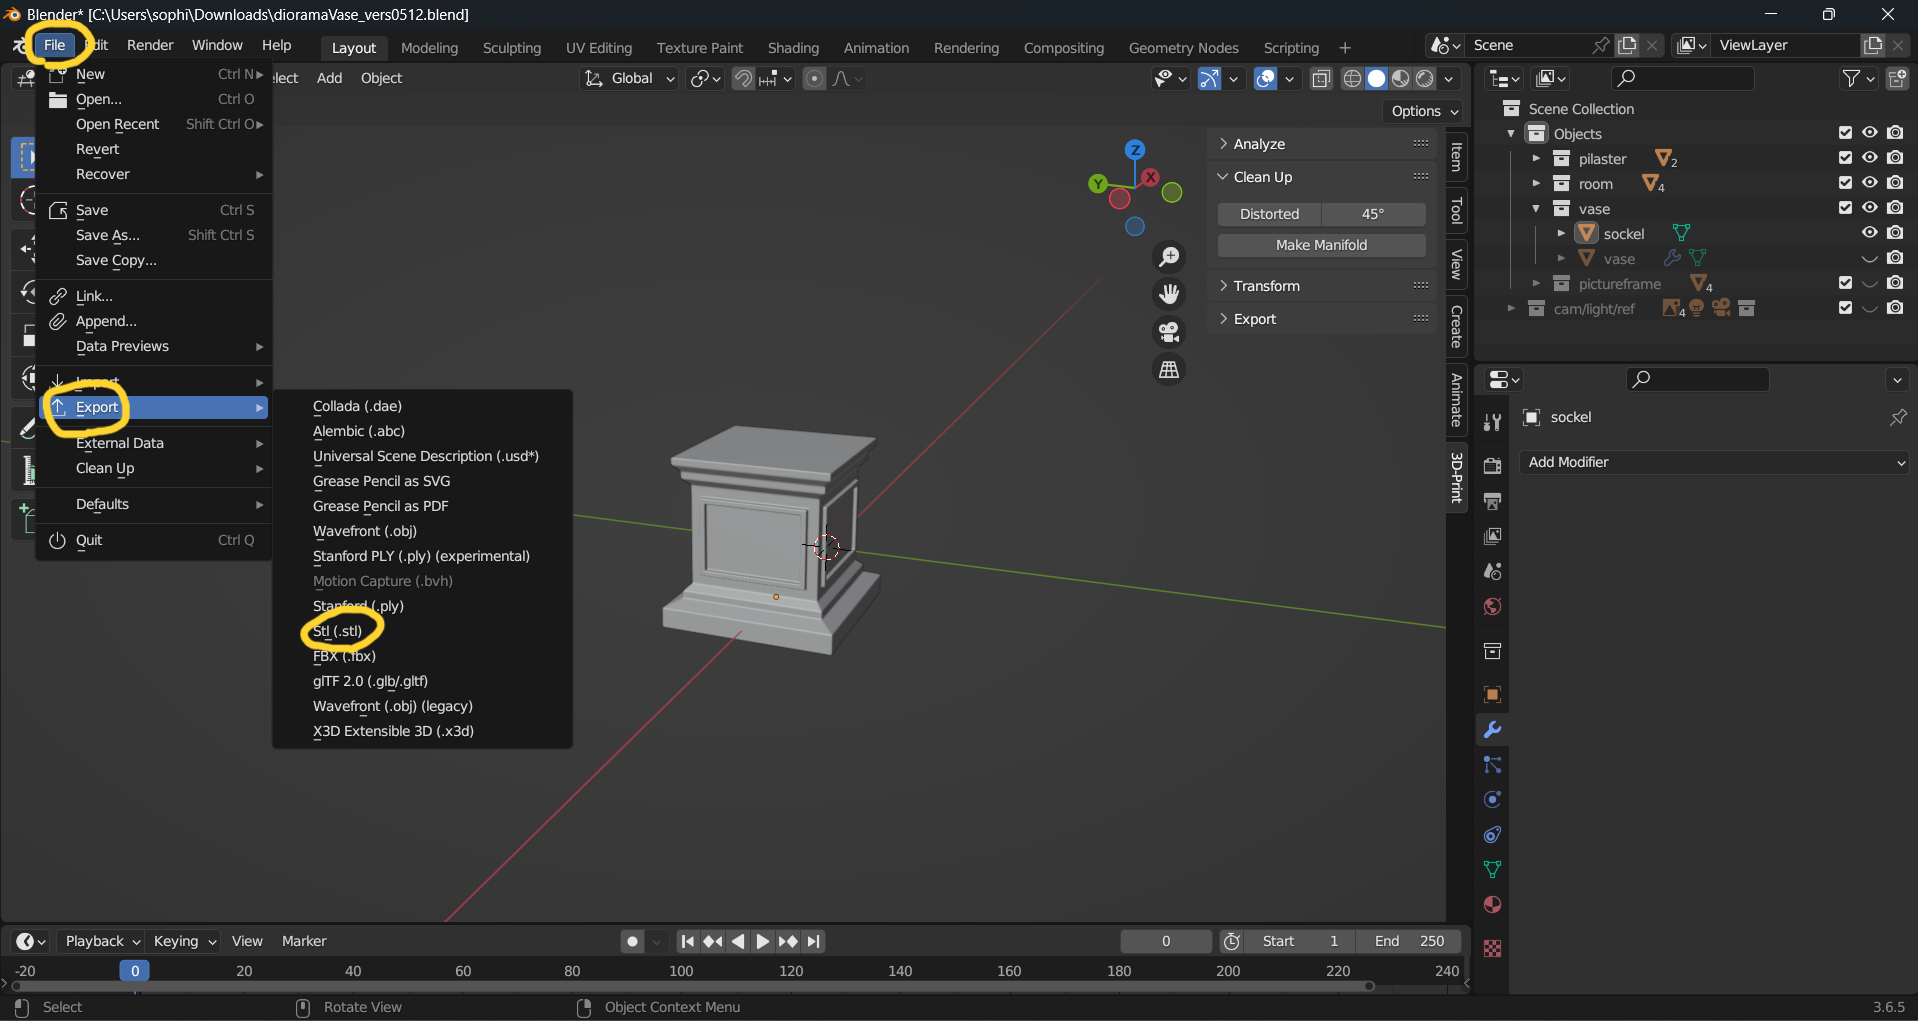 Blender* [C:\Users\sophi\Downloads\dioramaVase_vers0512.blend]
File Edit Render Window Help Layout Modeling Sculpting UV Editing Texture Paint Shading Animation Rendering Compositing Geometry Nodes Scripting + Scene ViewLayer
Add Object Global
Options
New Ctrl N
Open... Ctrl O
Open Recent Shift Ctrl O
Revert
Recover
Save Ctrl S
Save As... Shift Ctrl S
Save Copy...
Link...
Append...
Data Previews
Import
Export
External Data
Clean Up
Defaults
Quit Ctrl Q
Collada (.dae)
Alembic (.abc)
Universal Scene Description (.usd*)
Grease Pencil as SVG
Grease Pencil as PDF
Wavefront (.obj)
Stanford PLY (.ply) (experimental)
Motion Capture (.bvh)
Stanford (.ply)
Stl (.stl)
FBX (.fbx)
glTF 2.0 (.glb/.gltf)
Wavefront (.obj) (legacy)
X3D Extensible 3D (.x3d)
Z
Y
X
Analyze
Clean Up
Distorted 45°
Make Manifold
Transform
Export
Item
Tool
View
Create
Animate
3D-Print
Scene Collection
Objects
pilaster 2
room 4
vase
sockel
vase
pictureframe 4
cam/light/ref 4
sockel
Add Modifier
Playback Keying View Marker 0 Start 1 End 250
-20 0 20 40 60 80 100 120 140 160 180 200 220 240
Select Rotate View Object Context Menu 3.6.5